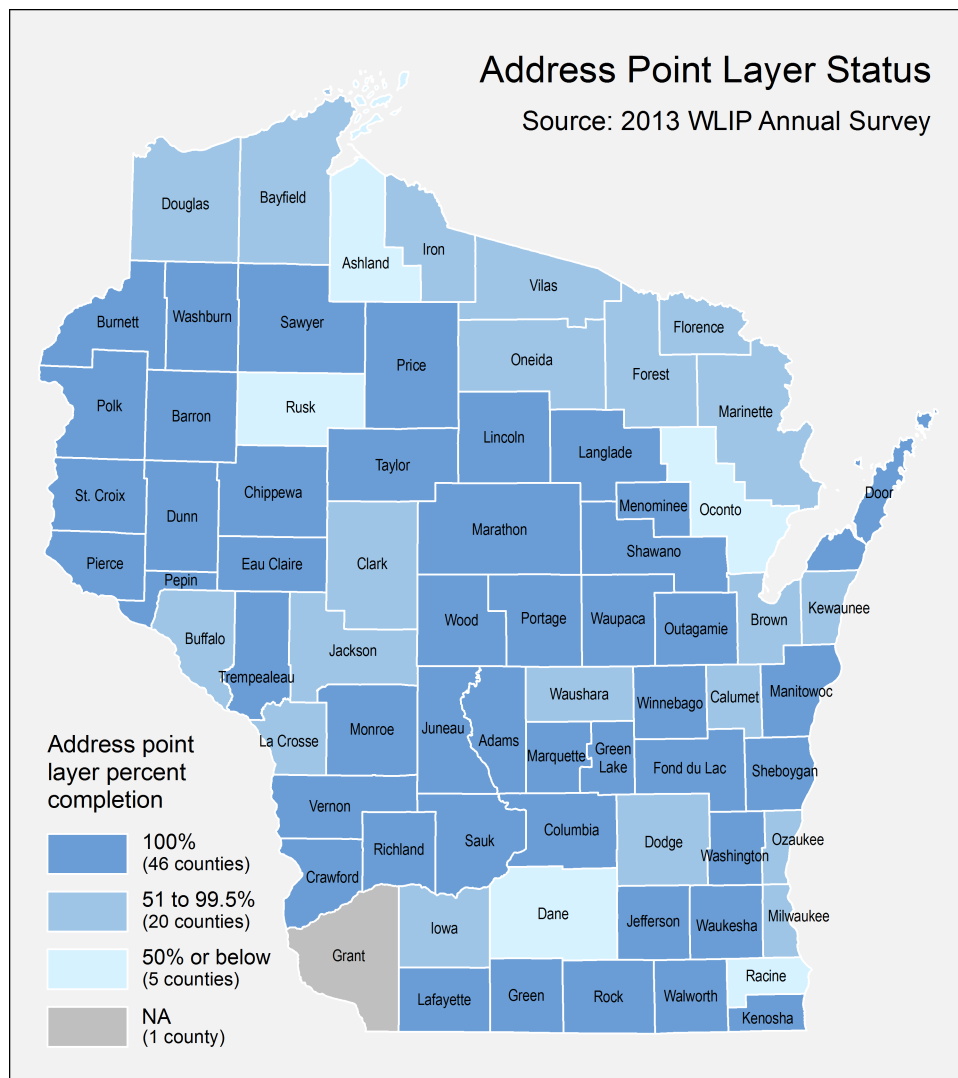 Address Point Layer Status
Source: 2013 WLIP Annual Survey
Douglas
Bayfield
Ashland
Iron
Vilas
Burnett
Washburn
Sawyer
Price
Oneida
Forest
Florence
Marinette
Polk
Barron
Rusk
Lincoln
Langlade
Taylor
St. Croix
Dunn
Chippewa
Marathon
Menominee
Oconto
Door
Pierce
Pepin
Eau Claire
Clark
Shawano
Buffalo
Trempealeau
Jackson
Wood
Portage
Waupaca
Outagamie
Brown
Kewaunee
La Crosse
Monroe
Juneau
Adams
Waushara
Winnebago
Calumet
Manitowoc
Marquette
Green
Lake
Fond du Lac
Sheboygan
Vernon
Richland
Sauk
Columbia
Dodge
Washington
Ozaukee
Crawford
Grant
Iowa
Dane
Jefferson
Waukesha
Milwaukee
Lafayette
Green
Rock
Walworth
Racine
Kenosha
Address point
layer percent
completion
100%
(46 counties)
51 to 99.5%
(20 counties)
50% or below
(5 counties)
NA
(1 county)